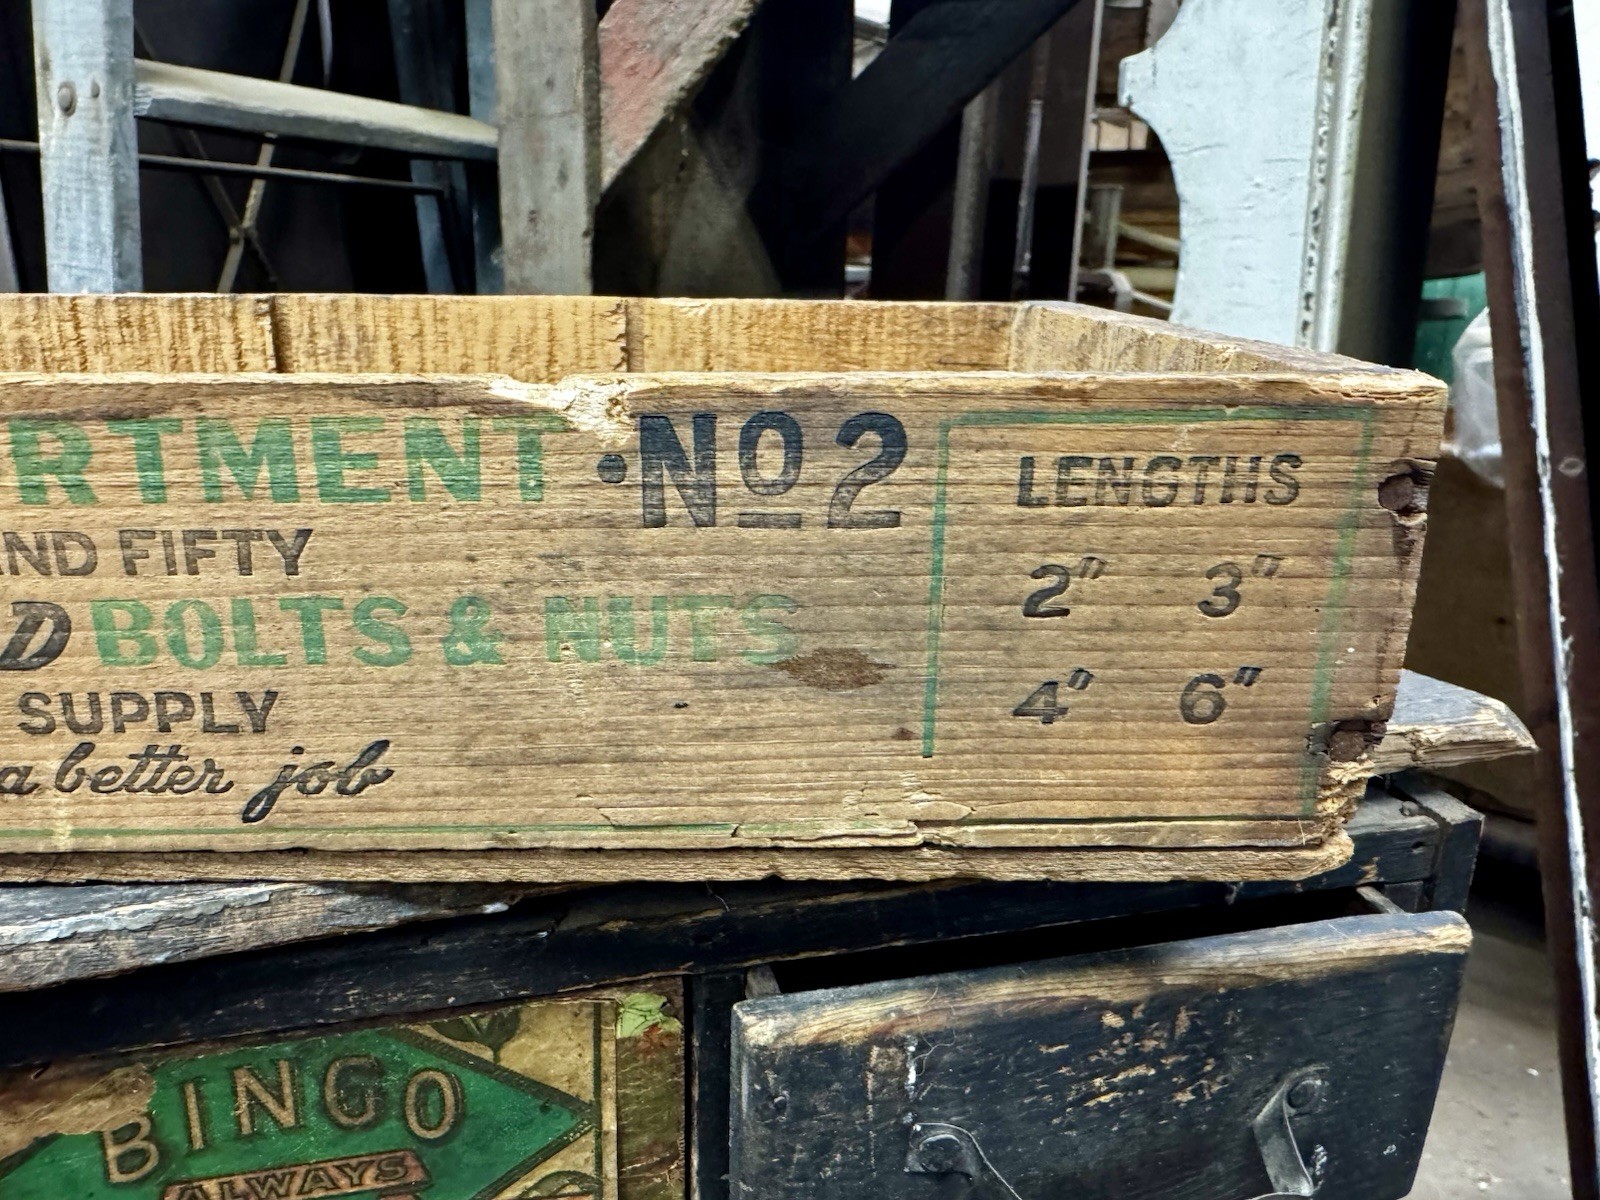 RTMENT · No 2
AND FIFTY
D BOLTS & NUTS
SUPPLY
a better job
LENGTHS
2" 3"
4" 6"
BINGO
ALWAYS